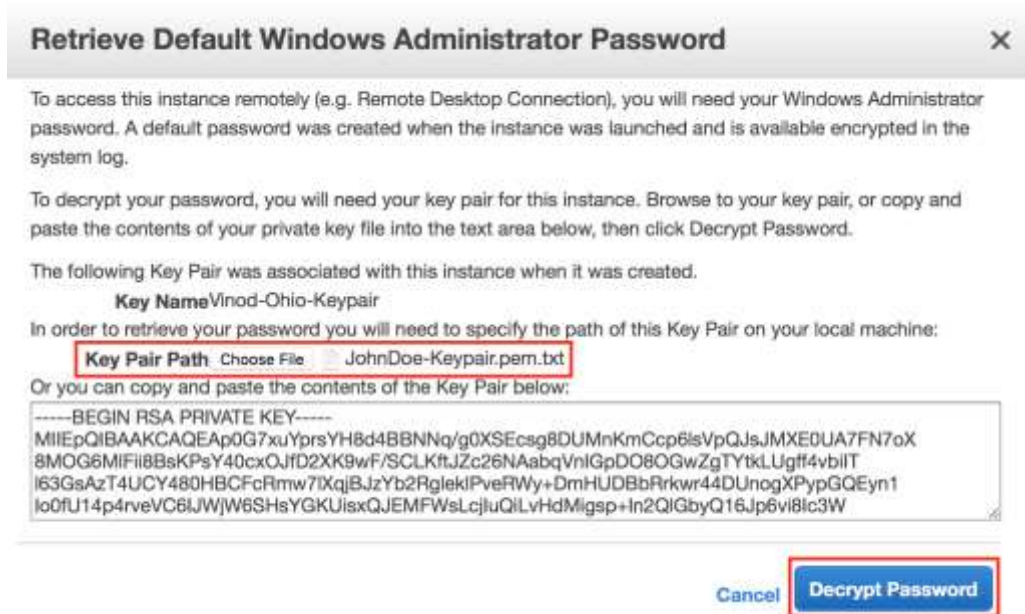 Retrieve Default Windows Administrator Password
To access this instance remotely (e.g. Remote Desktop Connection), you will need your Windows Administrator
password. A default password was created when the instance was launched and is available encrypted in the
system log.
To decrypt your password, you will need your key pair for this instance. Browse to your key pair, or copy and
paste the contents of your private key file into the text area below, then click Decrypt Password.
The following Key Pair was associated with this instance when it was created.
Key Name Vinod-Ohio-Keypair
In order to retrieve your password you will need to specify the path of this Key Pair on your local machine:
Key Pair Path Choose File JohnDoe-Keypair.pem.txt
Or you can copy and paste the contents of the Key Pair below:
-----BEGIN RSA PRIVATE KEY-----
Cancel Decrypt Password